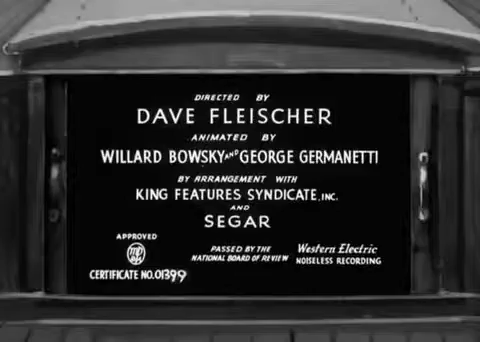 DIRECTED BY
DAVE FLEISCHER
ANIMATED BY
WILLARD BOWSKY AND GEORGE GERMANETTI
BY ARRANGEMENT WITH
KING FEATURES SYNDICATE, INC.
AND
SEGAR
APPROVED
CERTIFICATE NO. 01399
PASSED BY THE
NATIONAL BOARD OF REVIEW
Western Electric
NOISELESS RECORDING